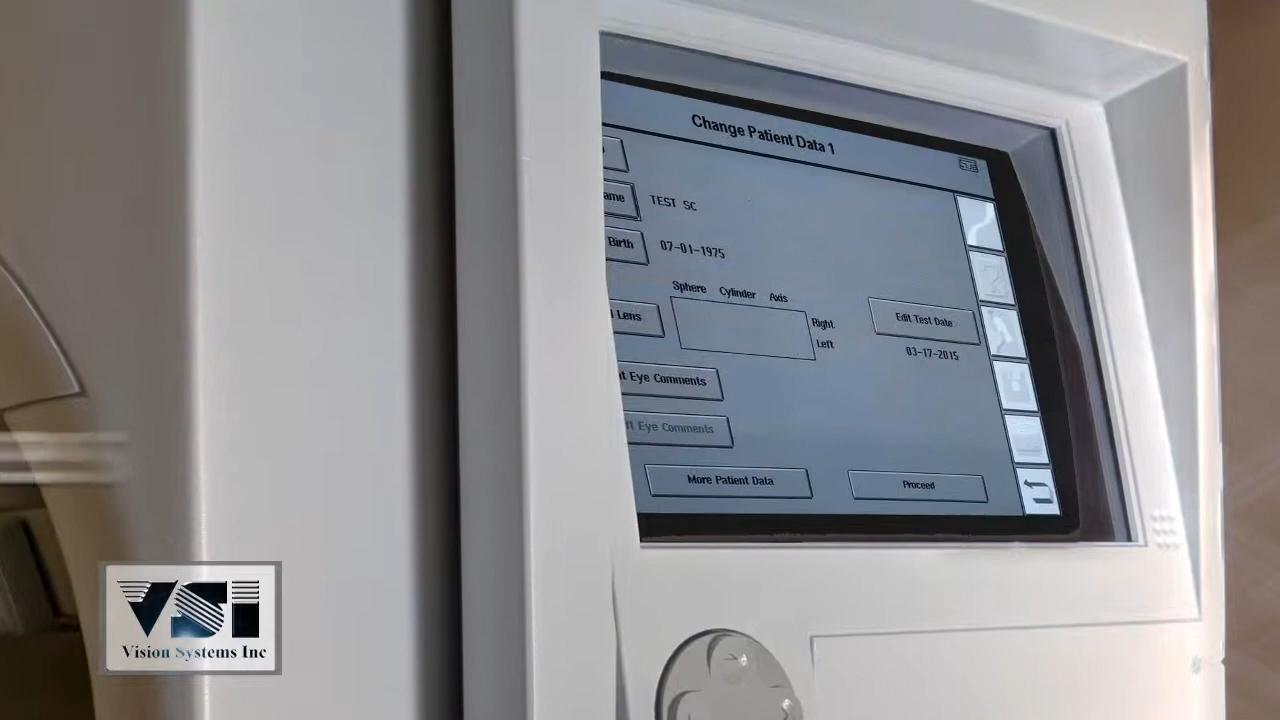 Change Patient Data 1
ame TEST SC
Birth 07-01-1975
Sphere Cylinder Axis
Lens Right
Left
Edit Test Date
03-17-2015
t Eye Comments
Eye Comments
More Patient Data Proceed
VSI
Vision Systems Inc